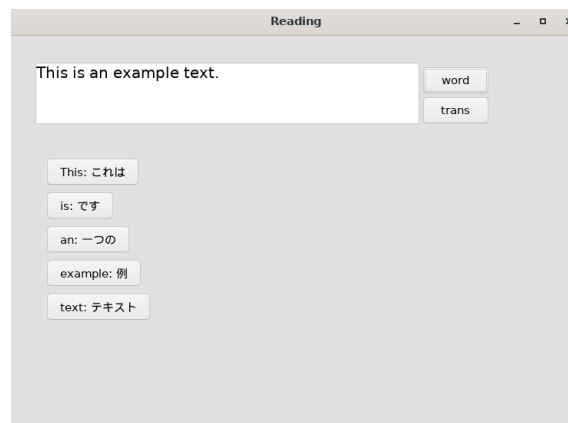 Reading
This is an example text.
word
trans
This: これは
is: です
an: 一つの
example: 例
text: テキスト